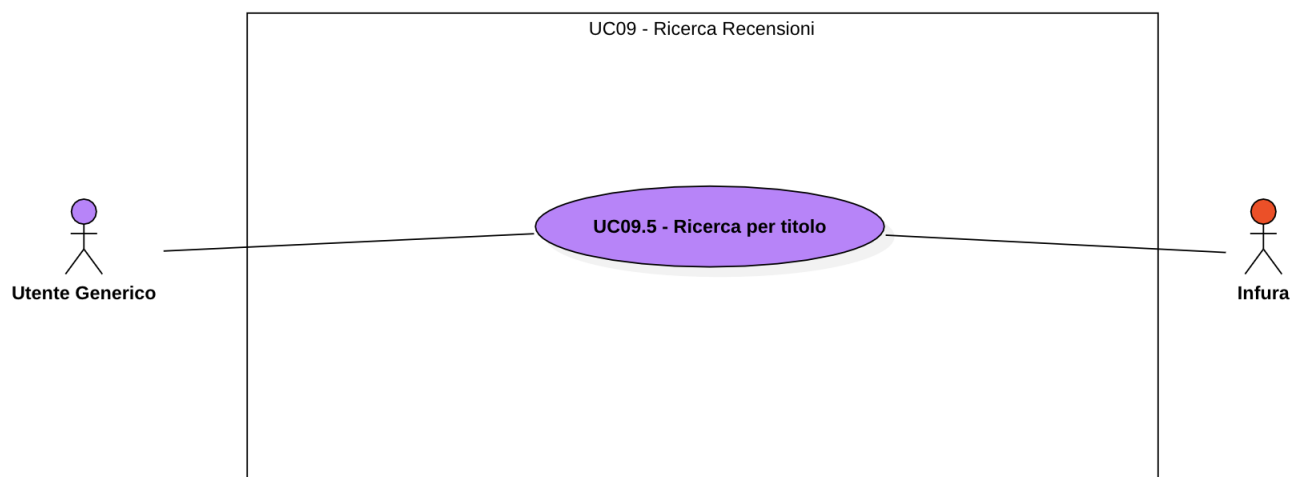 UC09 - Ricerca Recensioni
UC09.5 - Ricerca per titolo
Utente Generico
Infura